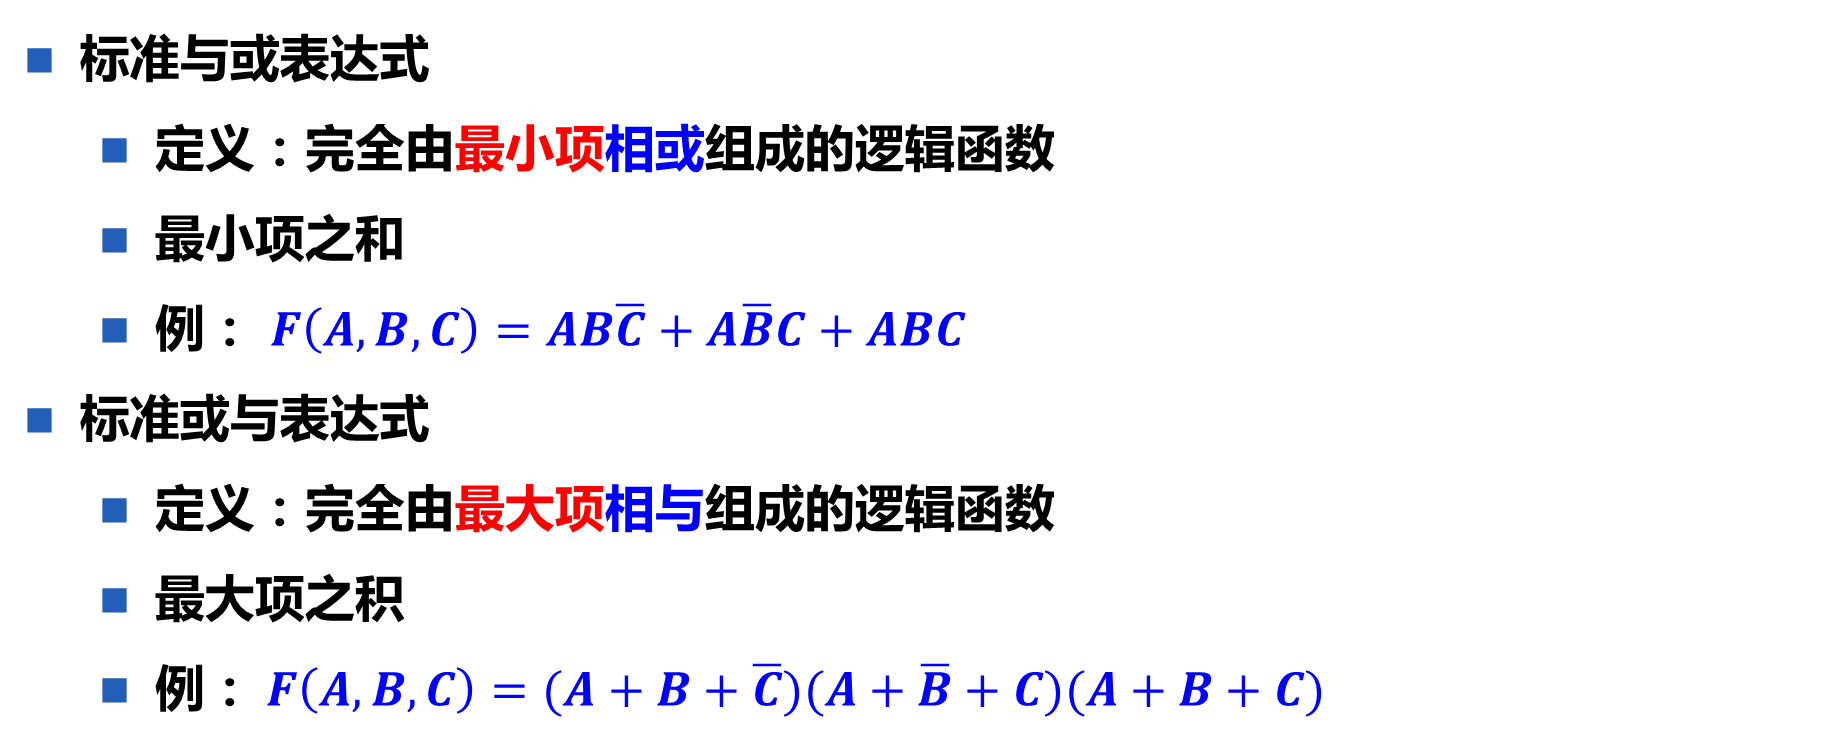 标准与或表达式
定义：完全由最小项相或组成的逻辑函数
最小项之和
例： F(A, B, C) = ABC̅ + AB̅C + ABC
标准或与表达式
定义：完全由最大项相与组成的逻辑函数
最大项之积
例： F(A, B, C) = (A + B + C̅)(A + B̅ + C)(A + B + C)